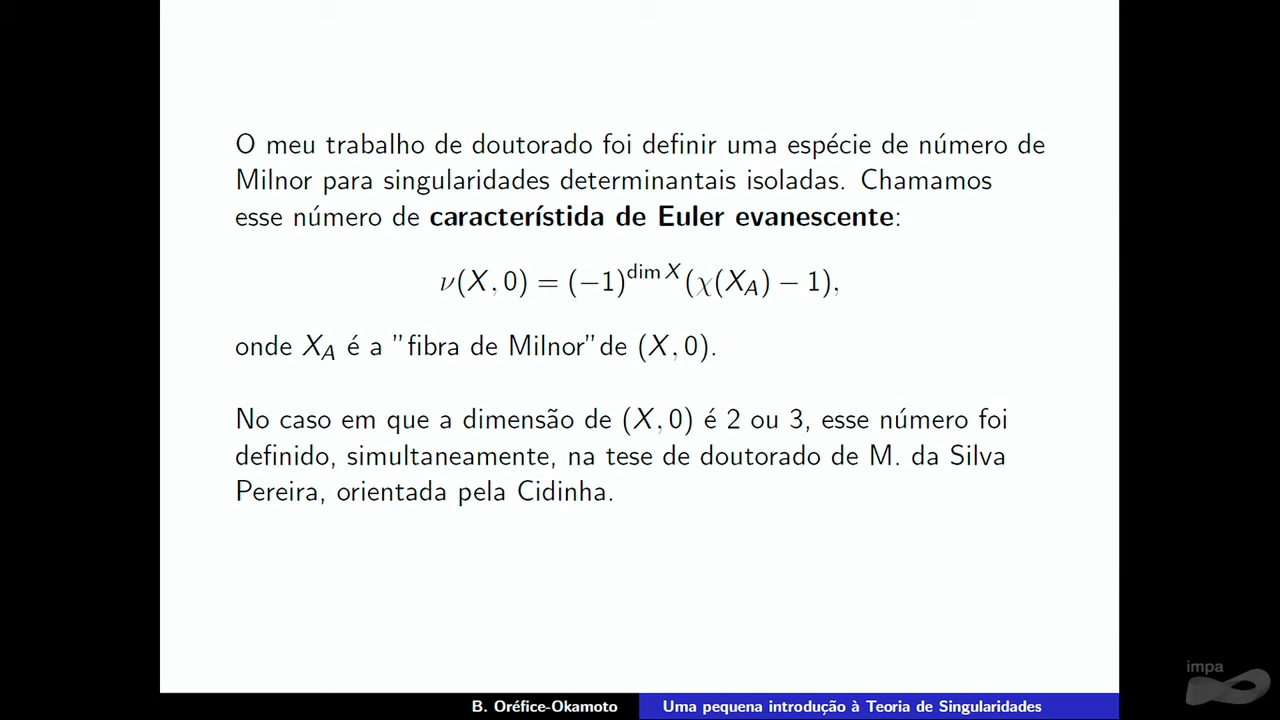 O meu trabalho de doutorado foi definir uma espécie de número de
Milnor para singularidades determinantais isoladas. Chamamos
esse número de característida de Euler evanescente:
ν(X, 0) = (−1)^{dim X}(χ(X_A) − 1),
onde X_A é a ”fibra de Milnor”de (X, 0).
No caso em que a dimensão de (X, 0) é 2 ou 3, esse número foi
definido, simultaneamente, na tese de doutorado de M. da Silva
Pereira, orientada pela Cidinha.
impa
B. Oréfice-Okamoto Uma pequena introdução à Teoria de Singularidades